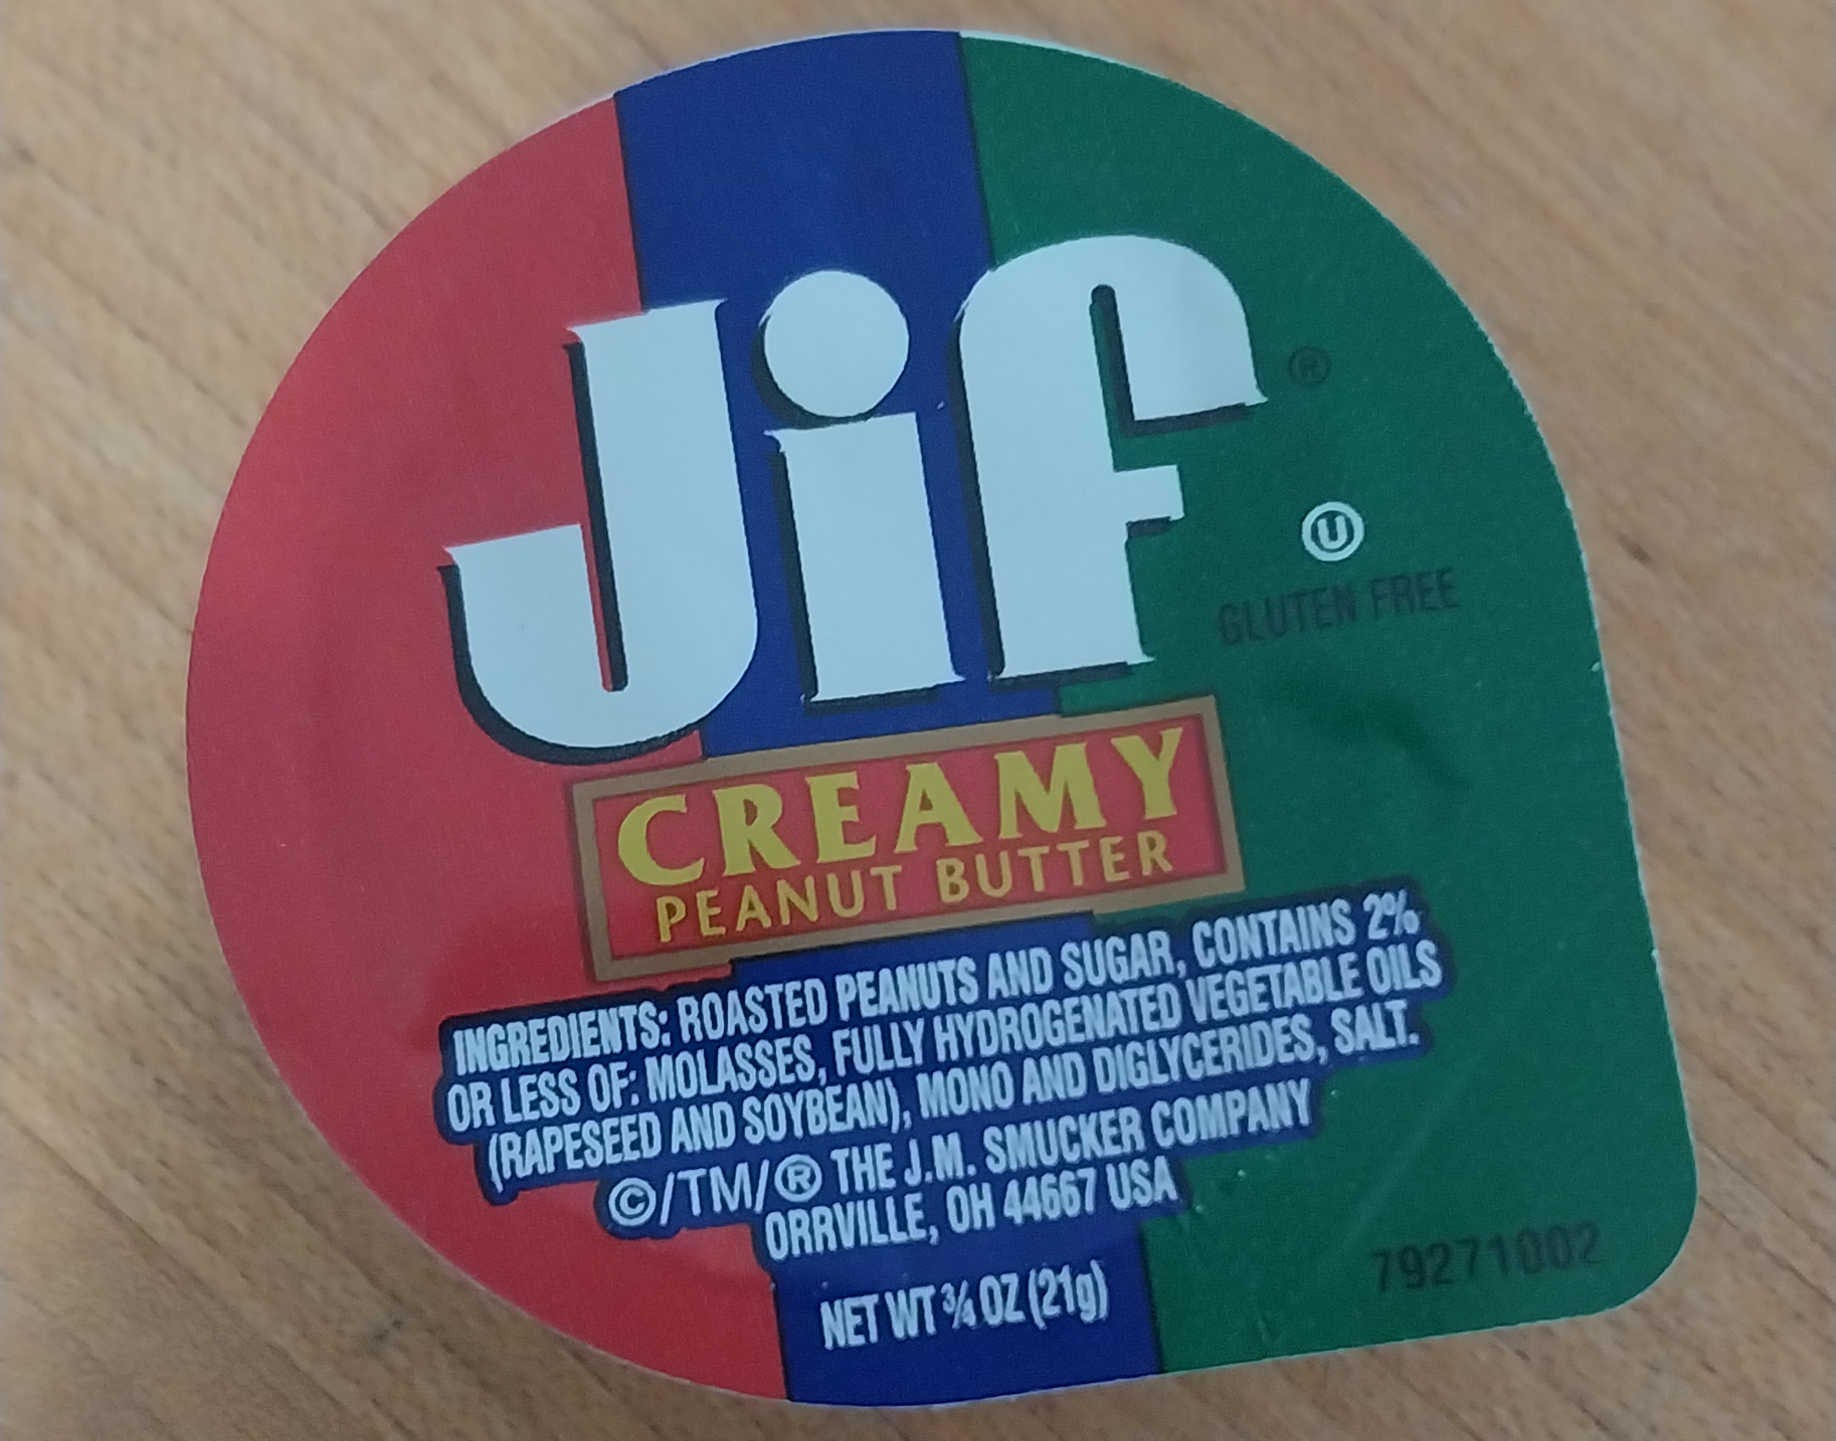 Jif ®
Ⓤ
GLUTEN FREE
CREAMY
PEANUT BUTTER
INGREDIENTS: ROASTED PEANUTS AND SUGAR, CONTAINS 2%
OR LESS OF: MOLASSES, FULLY HYDROGENATED VEGETABLE OILS
(RAPESEED AND SOYBEAN), MONO AND DIGLYCERIDES, SALT.
©/TM/® THE J.M. SMUCKER COMPANY
ORRVILLE, OH 44667 USA
NET WT ¾ OZ (21g)
79271002